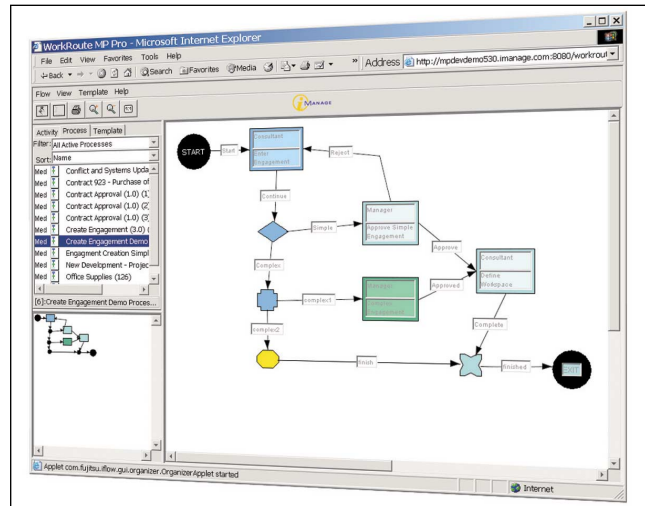 WorkRoute MP Pro - Microsoft Internet Explorer
File Edit View Favorites Tools Help
Back Search Favorites Media » Address http://mpdevdemo530.imanage.com:8080/workrout
Flow View Template Help
iManage
Activity Process Template
Filter: All Active Processes
Sort: Name
Med Conflict and Systems Upda
Med Contract 923 - Purchase of
Med Contract Approval (1.0) (1)
Med Contract Approval (1.0) (2)
Med Contract Approval (1.0) (3)
Med Create Engagement (3.0) (
Med Create Engagement Demo
Med Engagment Creation Simpl
Med New Development - Projec
Med Office Supplies (126)
[6]:Create Engagement Demo Proces...
START
Start
Consultant
Enter
Engagement
Reject
Continue
Simple
Manager
Approve Simple
Engagement
Approve
Consultant
Define
Workspace
Complex
complex1
Manager
Engagement
Approved
complex2
Complete
finish
finished
EXIT
Applet com.fujitsu.iflow.gui.organizer.OrganizerApplet started
Internet